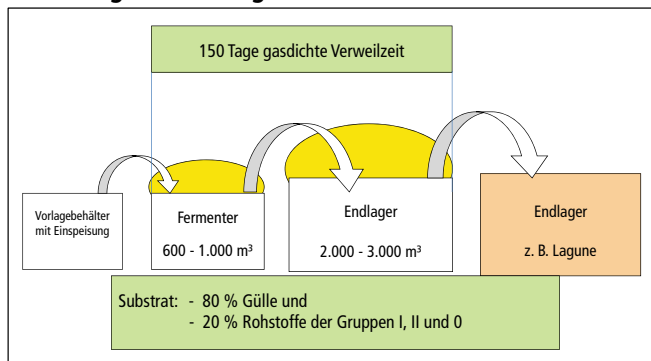 150 Tage gasdichte Verweilzeit
Vorlagebehälter
mit Einspeisung
Fermenter
600 - 1.000 m³
Endlager
2.000 - 3.000 m³
Endlager
z. B. Lagune
Substrat: - 80 % Gülle und
- 20 % Rohstoffe der Gruppen I, II und 0